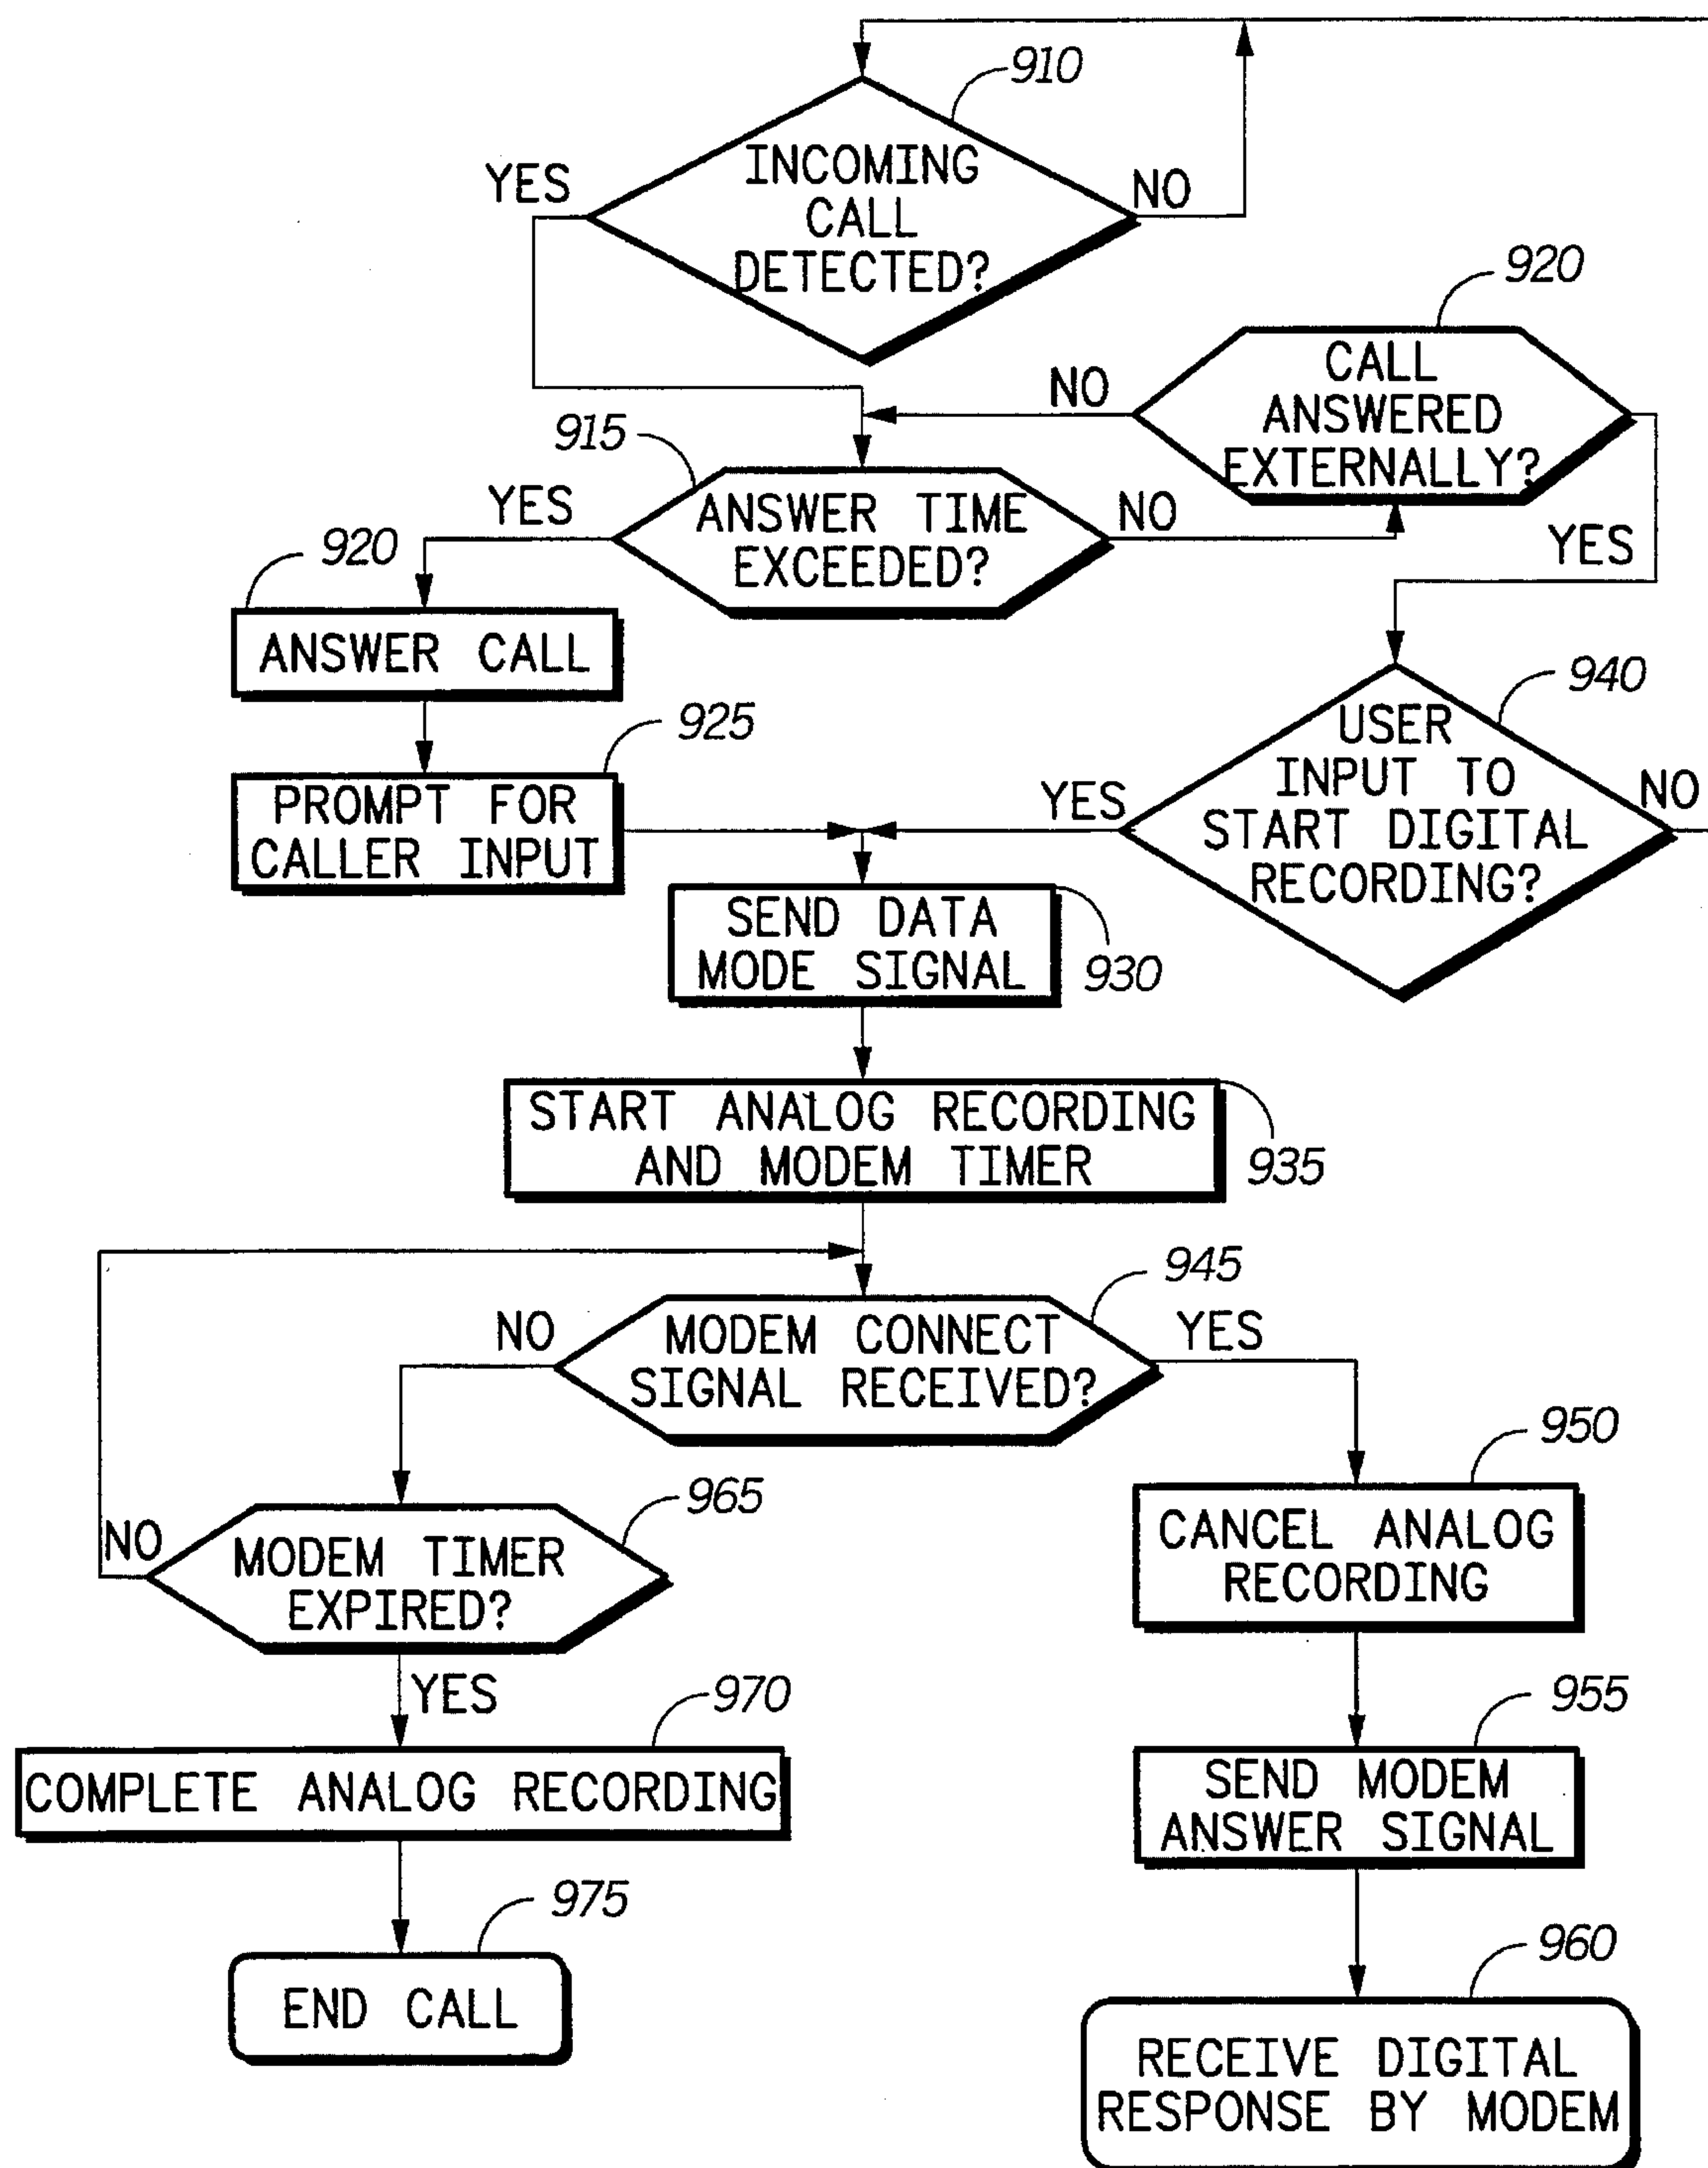 910
INCOMING
CALL
DETECTED?
YES
NO
920
CALL
ANSWERED
EXTERNALLY?
NO
YES
915
ANSWER TIME
EXCEEDED?
YES
NO
920
ANSWER CALL
925
PROMPT FOR
CALLER INPUT
940
USER
INPUT TO
START DIGITAL
RECORDING?
YES
NO
SEND DATA
MODE SIGNAL
930
START ANALOG RECORDING
AND MODEM TIMER
935
945
MODEM CONNECT
SIGNAL RECEIVED?
NO
YES
950
CANCEL ANALOG
RECORDING
965
MODEM TIMER
EXPIRED?
NO
YES
970
COMPLETE ANALOG RECORDING
955
SEND MODEM
ANSWER SIGNAL
975
END CALL
960
RECEIVE DIGITAL
RESPONSE BY MODEM